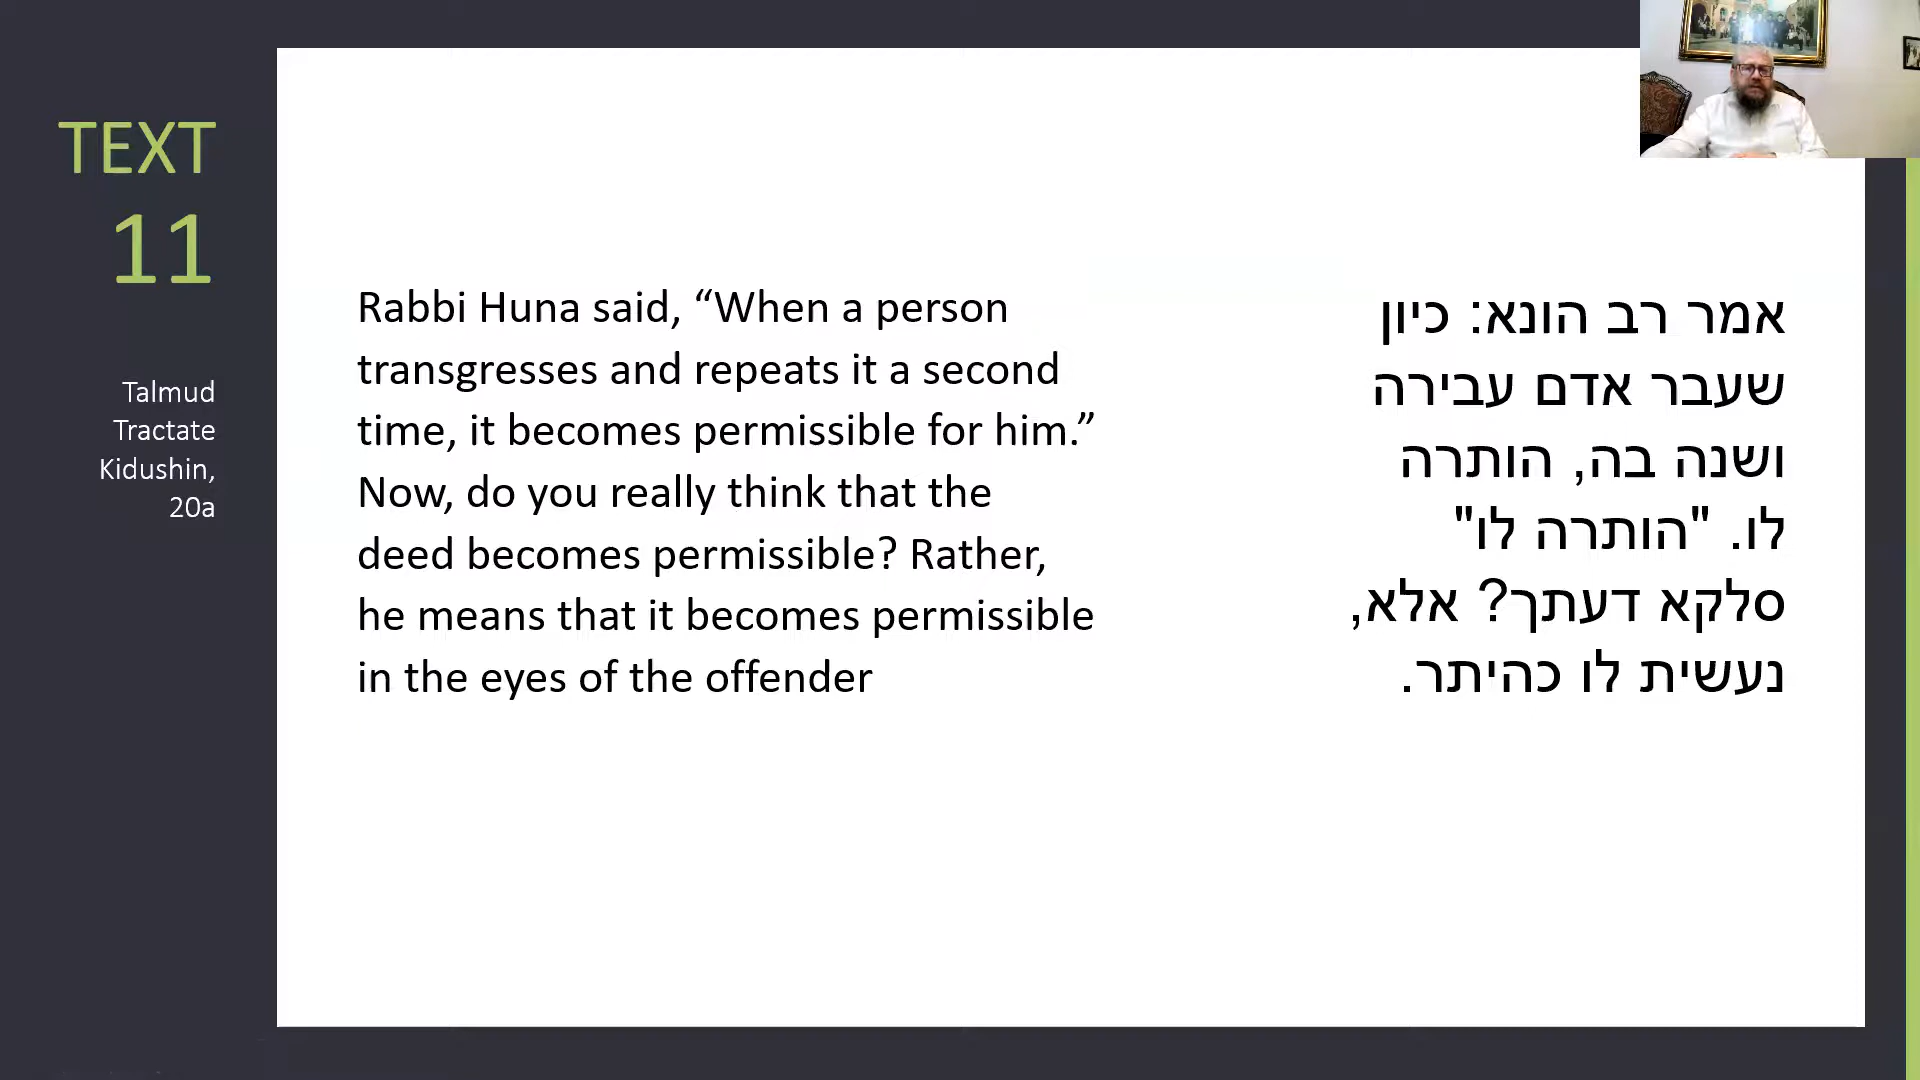 TEXT
11
Talmud
Tractate
Kidushin,
20a
Rabbi Huna said, “When a person
transgresses and repeats it a second
time, it becomes permissible for him.”
Now, do you really think that the
deed becomes permissible? Rather,
he means that it becomes permissible
in the eyes of the offender
אמר רב הונא: כיון
שעבר אדם עבירה
ושנה בה, הותרה
לו. "הותרה לו"
סלקא דעתך? אלא,
נעשית לו כהיתר.